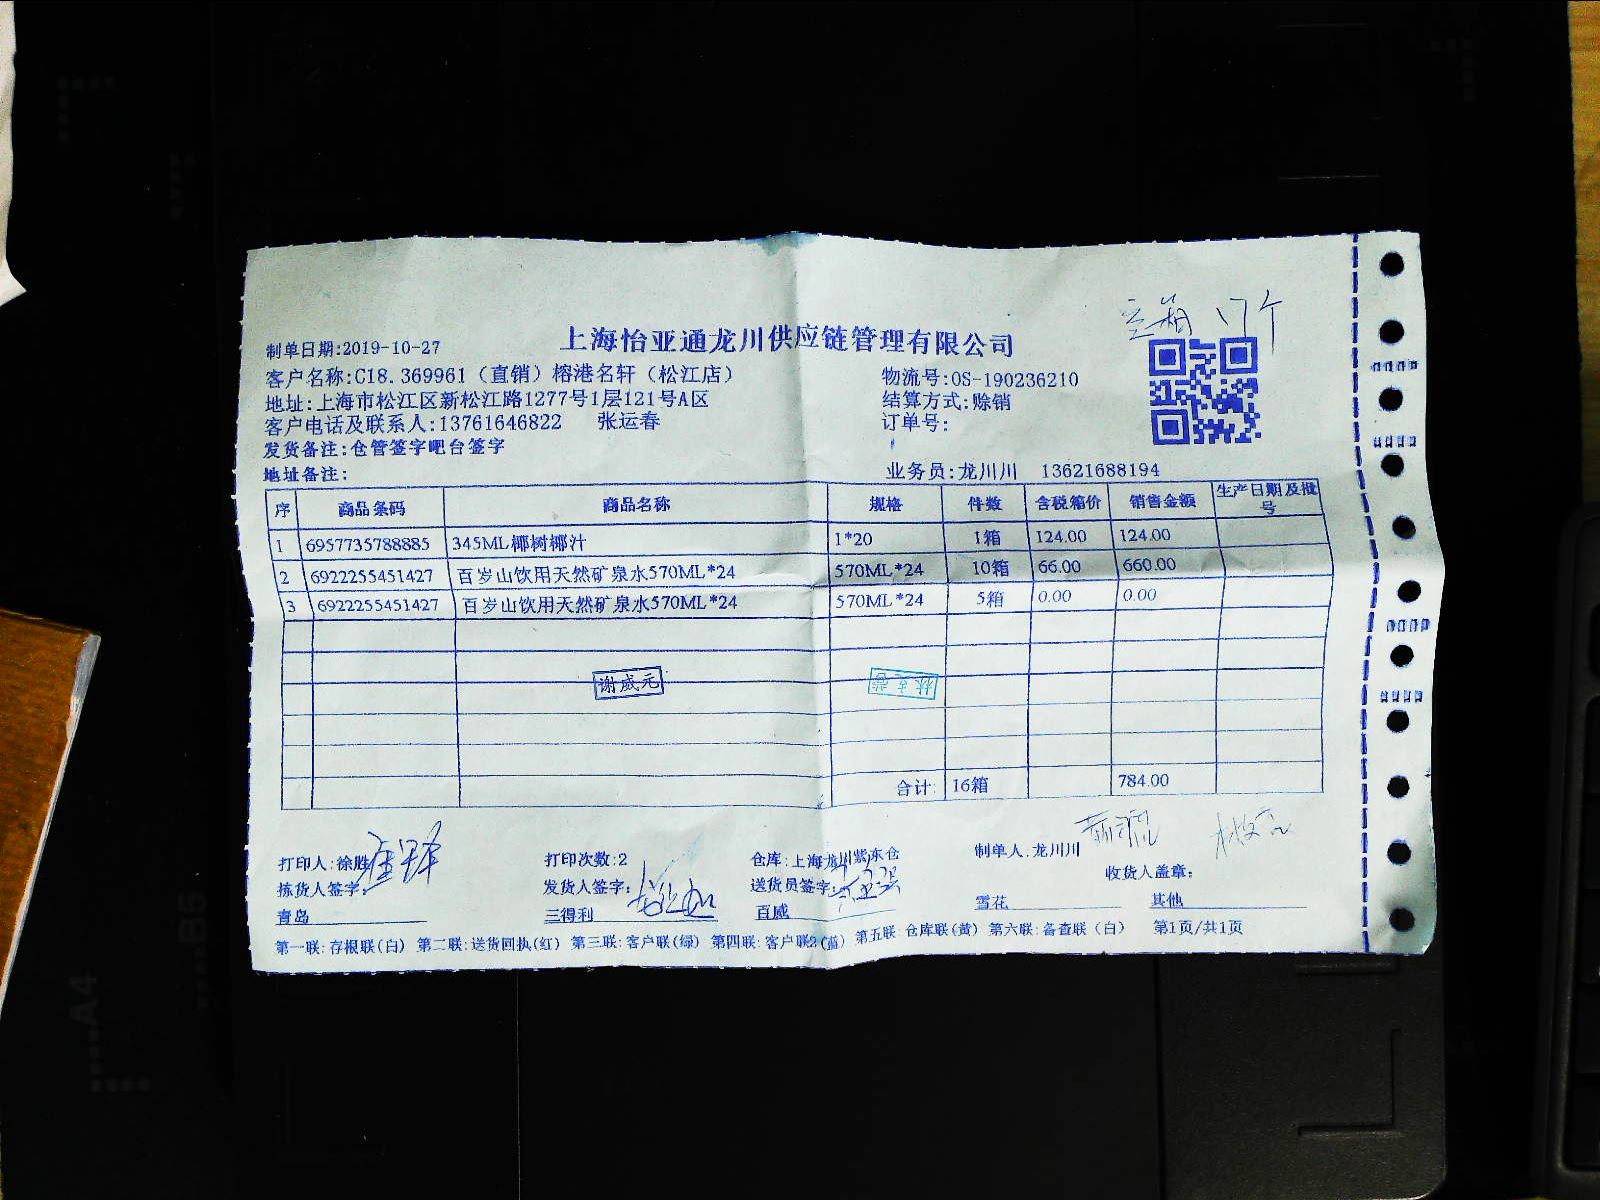 空箱 17个
上海怡亚通龙川供应链管理有限公司
制单日期:2019-10-27
客户名称:C18.369961（直销）榕港名轩（松江店） 物流号:OS-190236210
地址:上海市松江区新松江路1277号1层121号A区 结算方式:赊销
客户电话及联系人:13761646822 张运春 订单号:
发货备注:仓管签字吧台签字
地址备注: 业务员:龙川川 13621688194
序 商品条码 商品名称 规格 件数 含税箱价 销售金额 生产日期及批号
1 6957735788885 345ML椰树椰汁 1*20 1箱 124.00 124.00
2 6922255451427 百岁山饮用天然矿泉水570ML*24 570ML*24 10箱 66.00 660.00
3 6922255451427 百岁山饮用天然矿泉水570ML*24 570ML*24 5箱 0.00 0.00
谢威元
合计: 16箱 784.00
打印人:徐胜 打印次数:2 仓库:上海龙川紫东仓 制单人:龙川川
拣货人签字: 发货人签字: 送货员签字: 收货人盖章:
青岛 三得利 百威 雪花 其他
第一联:存根联(白) 第二联:送货回执(红) 第三联:客户联(绿) 第四联:客户联2(蓝) 第五联:仓库联(黄) 第六联:备查联(白) 第1页/共1页
A4
B5